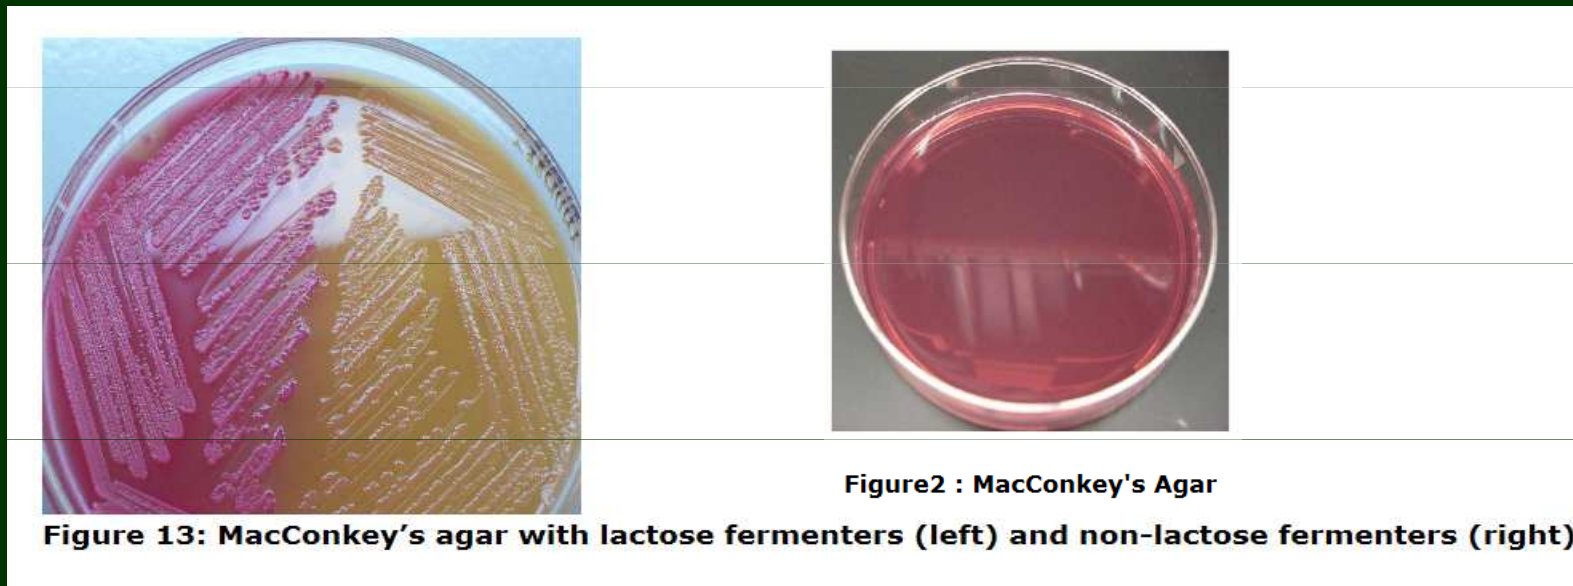 Figure2 : MacConkey's Agar
Figure 13: MacConkey’s agar with lactose fermenters (left) and non-lactose fermenters (right)